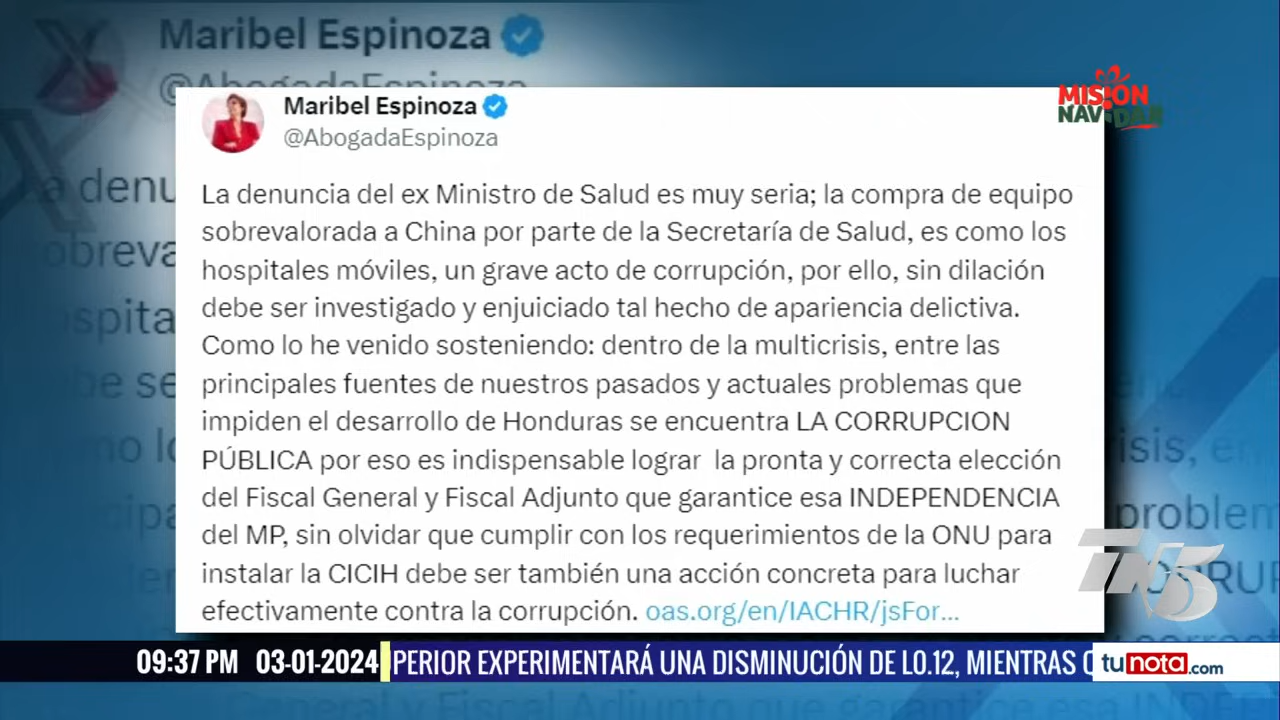 Maribel Espinoza
@AbogadaEspinoza
MISIÓN
NAVIDAR
Maribel Espinoza
@AbogadaEspinoza
La denuncia del ex Ministro de Salud es muy seria; la compra de equipo
sobrevalorada a China por parte de la Secretaría de Salud, es como los
hospitales móviles, un grave acto de corrupción, por ello, sin dilación
debe ser investigado y enjuiciado tal hecho de apariencia delictiva.
Como lo he venido sosteniendo: dentro de la multicrisis, entre las
principales fuentes de nuestros pasados y actuales problemas que
impiden el desarrollo de Honduras se encuentra LA CORRUPCION
PÚBLICA por eso es indispensable lograr la pronta y correcta elección
del Fiscal General y Fiscal Adjunto que garantice esa INDEPENDENCIA
del MP, sin olvidar que cumplir con los requerimientos de la ONU para
instalar la CICIH debe ser también una acción concreta para luchar
efectivamente contra la corrupción. oas.org/en/IACHR/jsFor...
TN5
09:37 PM 03-01-2024 PERIOR EXPERIMENTARÁ UNA DISMINUCIÓN DE L0.12, MIENTRAS
tunota.com